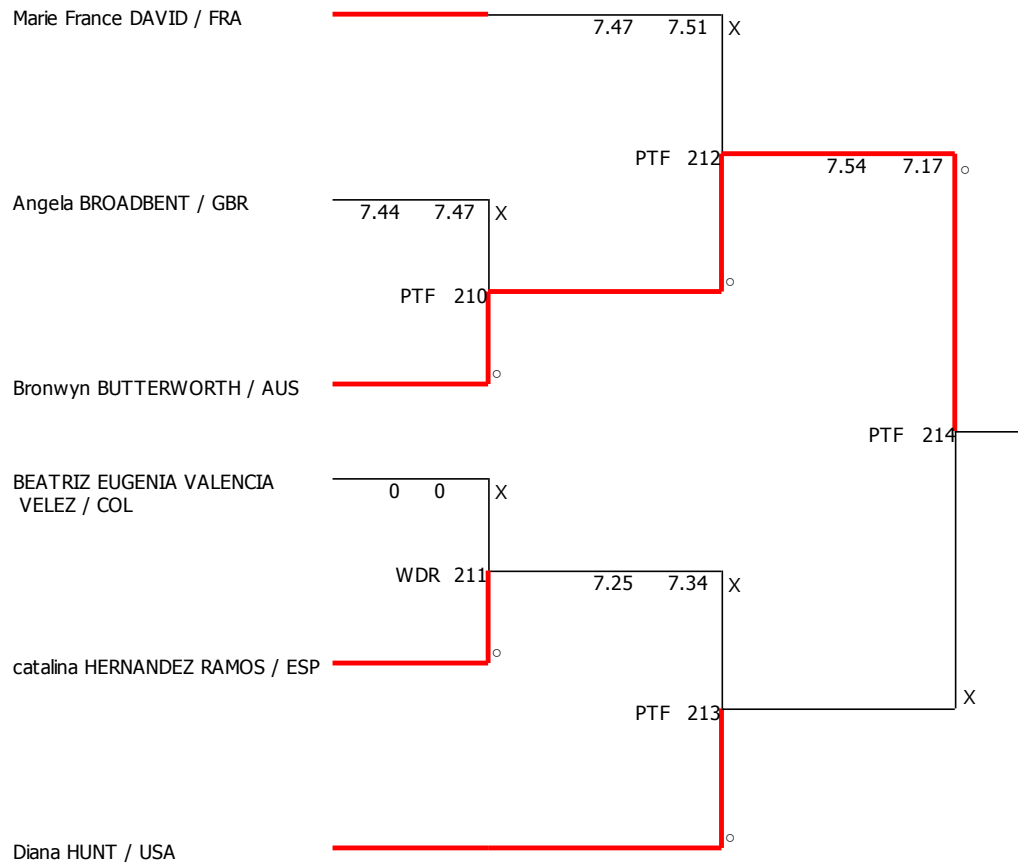 Marie France DAVID / FRA
7.47 7.51 X
PTF 212
7.54 7.17 o
Angela BROADBENT / GBR
7.44 7.47 X
o
PTF 210
o
Bronwyn BUTTERWORTH / AUS
PTF 214
BEATRIZ EUGENIA VALENCIA
VELEZ / COL
0 0 X
WDR 211
7.25 7.34 X
o
catalina HERNANDEZ RAMOS / ESP
X
PTF 213
o
Diana HUNT / USA